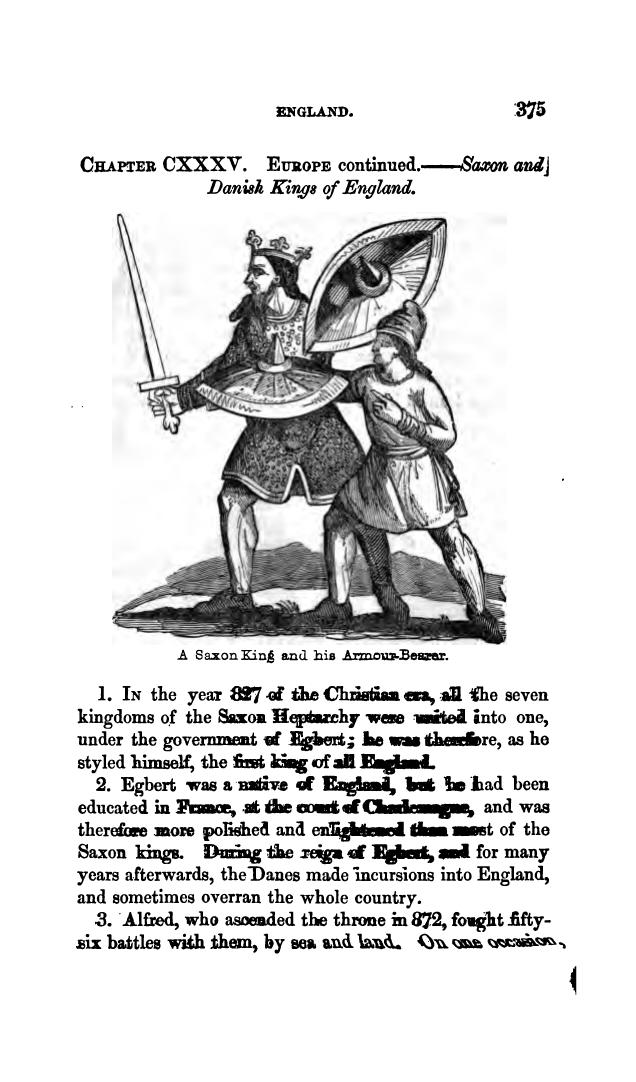 ENGLAND. 375
CHAPTER CXXXV. EUROPE continued.——Saxon and
Danish Kings of England.
A Saxon King and his Armour-Bearer.
1. IN the year 827 of the Christian era, all the seven
kingdoms of the Saxon Heptarchy were united into one,
under the government of Egbert; he was therefore, as he
styled himself, the first king of all England.
2. Egbert was a native of England, but he had been
educated in France, at the court of Charlemagne, and was
therefore more polished and enlightened than most of the
Saxon kings. During the reign of Egbert, and for many
years afterwards, the Danes made incursions into England,
and sometimes overran the whole country.
3. Alfred, who ascended the throne in 872, fought fifty-
six battles with them, by sea and land. On one occasion,